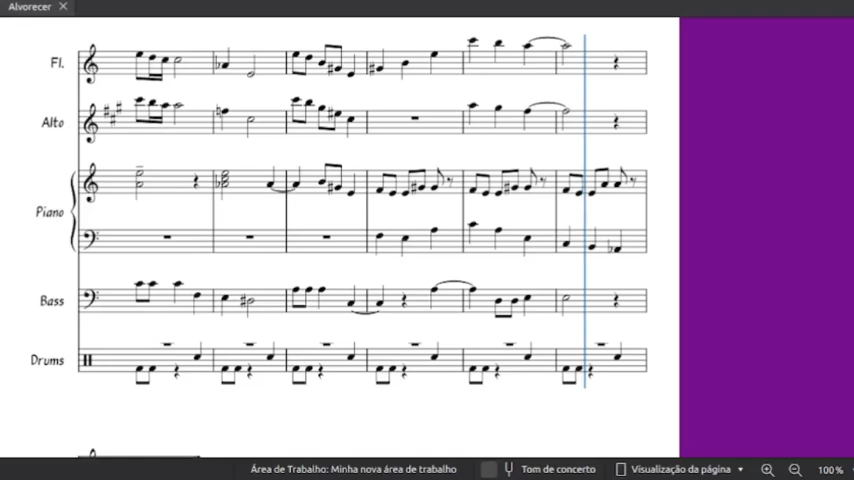 Alvorecer
Fl.
Alto
Piano
Bass
Drums
Área de Trabalho: Minha nova área de trabalho
Tom de concerto
Visualização da página
100%